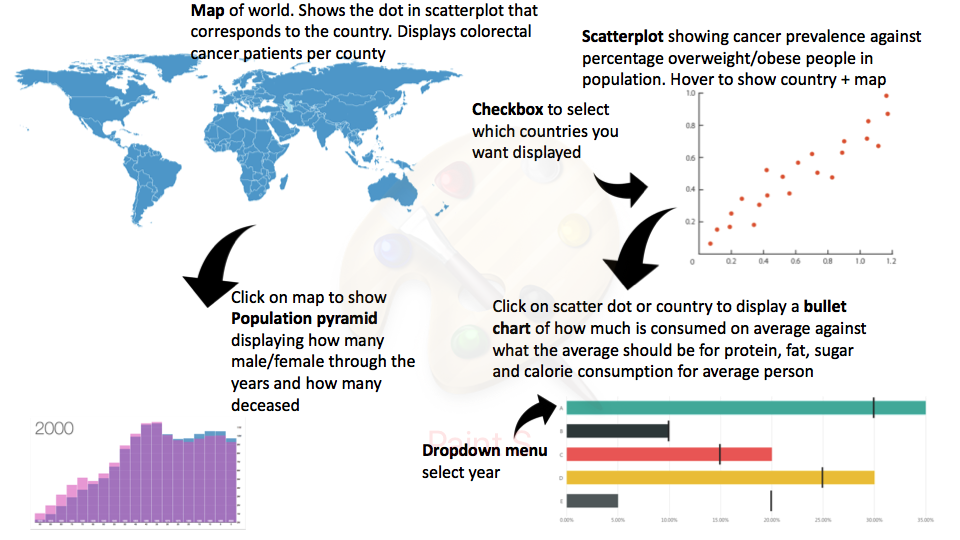 Map of world. Shows the dot in scatterplot that
corresponds to the country. Displays colorectal
cancer patients per county
Scatterplot showing cancer prevalence against
percentage overweight/obese people in
population. Hover to show country + map
Checkbox to select
which countries you
want displayed
1.0
0.8
0.6
0.4
0.2
0 0.2 0.4 0.6 0.8 1.0 1.2
Click on map to show
Population pyramid
displaying how many
male/female through the
years and how many
deceased
Click on scatter dot or country to display a bullet
chart of how much is consumed on average against
what the average should be for protein, fat, sugar
and calorie consumption for average person
2000
Paint S
Dropdown menu
select year
A
B
C
D
E
0.00% 5.00% 10.00% 15.00% 20.00% 25.00% 30.00% 35.00%